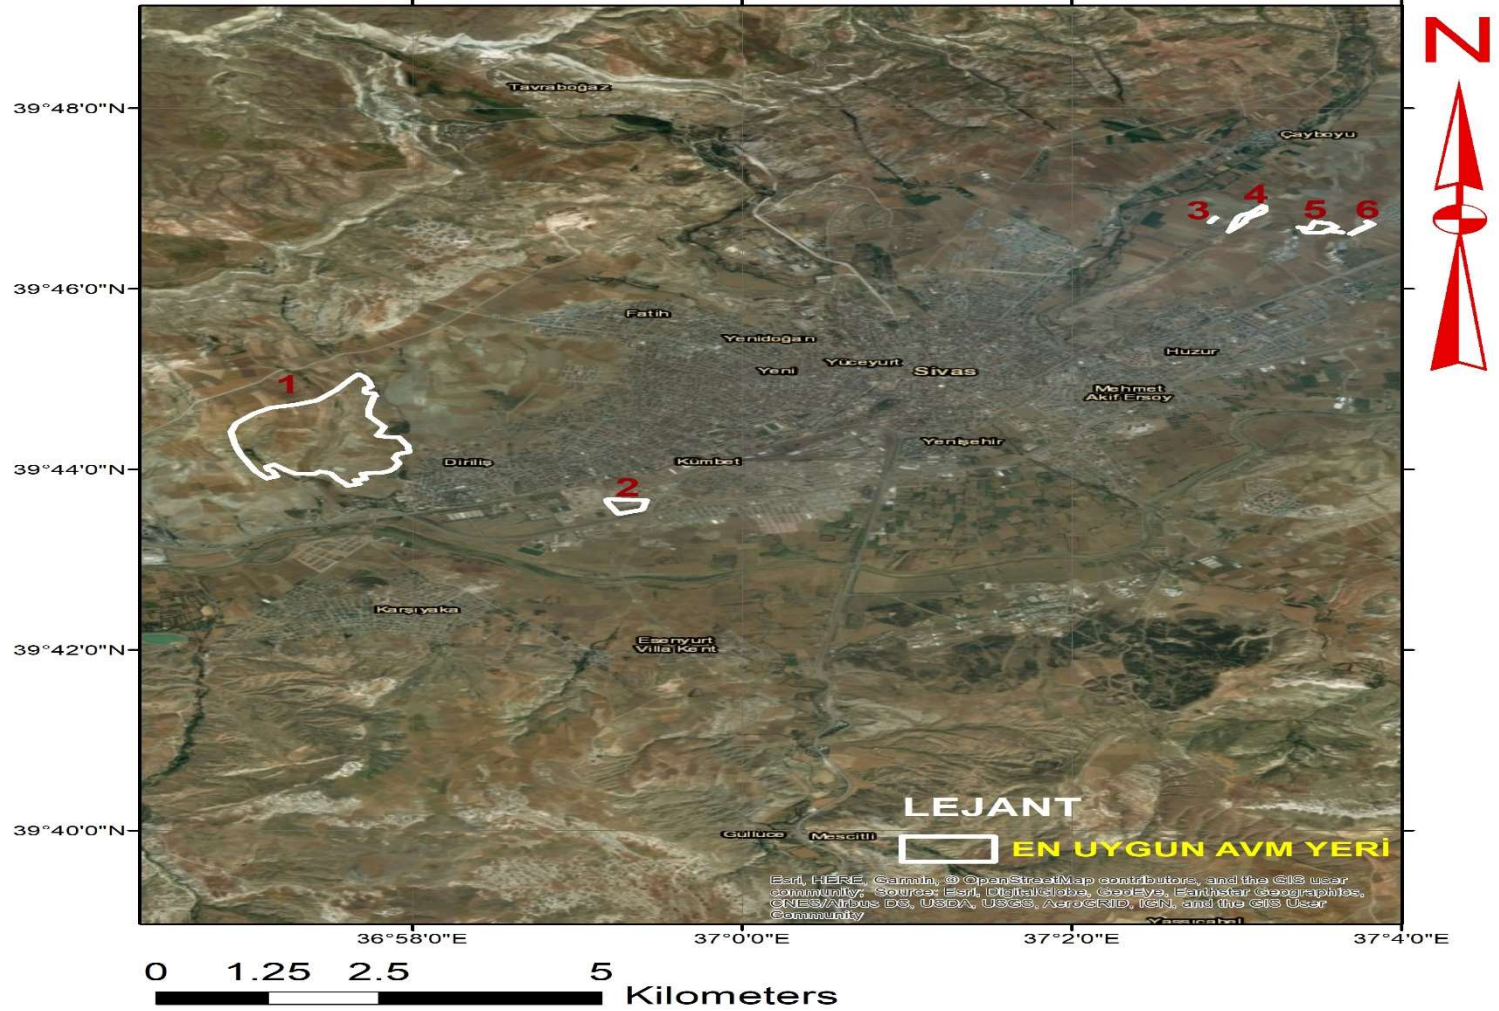 N
39°48'0"N
39°46'0"N
39°44'0"N
39°42'0"N
39°40'0"N
Tavraboğaz
Çayboyu
3 4 5 6
Fatih
Yenidoğan
Yüceyurt
Huzur
Yeni
Sivas
1
Mehmet
Akif Ersoy
Yenişehir
Diriliş
Kümbet
2
Karşıyaka
Esenyurt
Villa Kent
LEJANT
Güllüce
Mescitli
EN UYGUN AVM YERİ
Esri, HERE, Garmin, © OpenStreetMap contributors, and the GIS user
community; Source: Esri, DigitalGlobe, GeoEye, Earthstar Geographics,
CNES/Airbus DS, USDA, USGS, AeroGRID, IGN, and the GIS User
Community
36°58'0"E
37°0'0"E
37°2'0"E
37°4'0"E
0 1.25 2.5 5
Kilometers